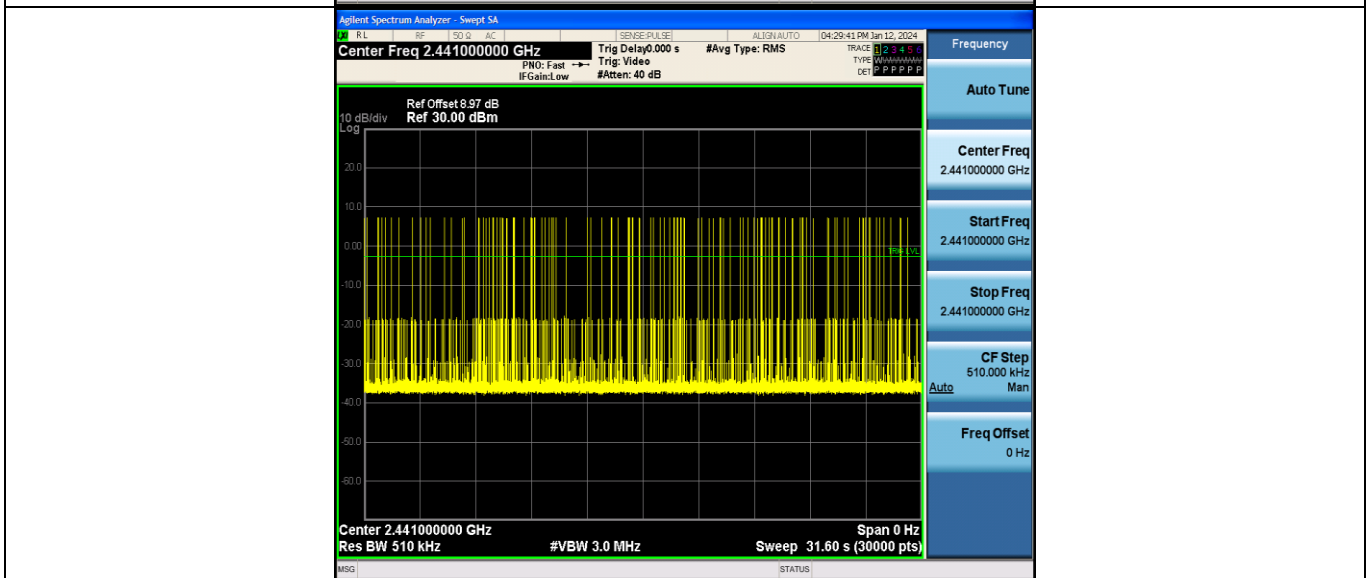 Agilent Spectrum Analyzer - Swept SA
LXI RL RF 50 Ω AC SENSE:PULSE ALIGN AUTO 04:29:41 PM Jan 12, 2024
Center Freq 2.441000000 GHz Trig Delay0.000 s #Avg Type: RMS TRACE 1 2 3 4 5 6
PNO: Fast Trig: Video TYPE WWWWWW
IFGain:Low #Atten: 40 dB DET P P P P P P
Ref Offset 8.97 dB
10 dB/div Ref 30.00 dBm
Log
20.0
10.0
0.00
TRIG LVL
-10.0
-20.0
-30.0
-40.0
-50.0
-60.0
Center 2.441000000 GHz Span 0 Hz
Res BW 510 kHz #VBW 3.0 MHz Sweep 31.60 s (30000 pts)
MSG STATUS
Frequency
Auto Tune
Center Freq
2.441000000 GHz
Start Freq
2.441000000 GHz
Stop Freq
2.441000000 GHz
CF Step
510.000 kHz
Auto Man
Freq Offset
0 Hz